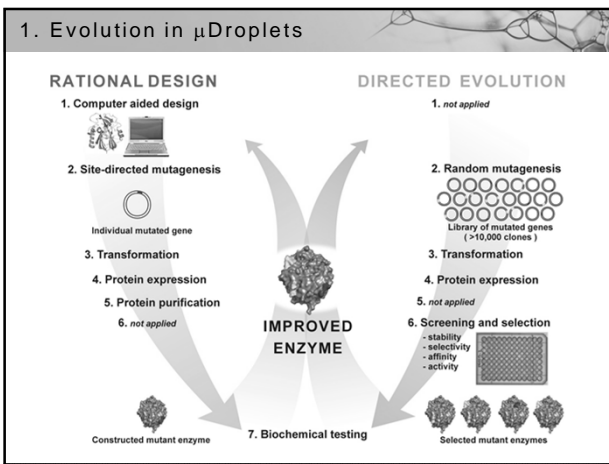 1. Evolution in μDroplets
RATIONAL DESIGN
1. Computer aided design
2. Site-directed mutagenesis
Individual mutated gene
3. Transformation
4. Protein expression
5. Protein purification
6. not applied
Constructed mutant enzyme
IMPROVED
ENZYME
7. Biochemical testing
DIRECTED EVOLUTION
1. not applied
2. Random mutagenesis
Library of mutated genes
( >10,000 clones )
3. Transformation
4. Protein expression
5. not applied
6. Screening and selection
- stability
- selectivity
- affinity
- activity
Selected mutant enzymes